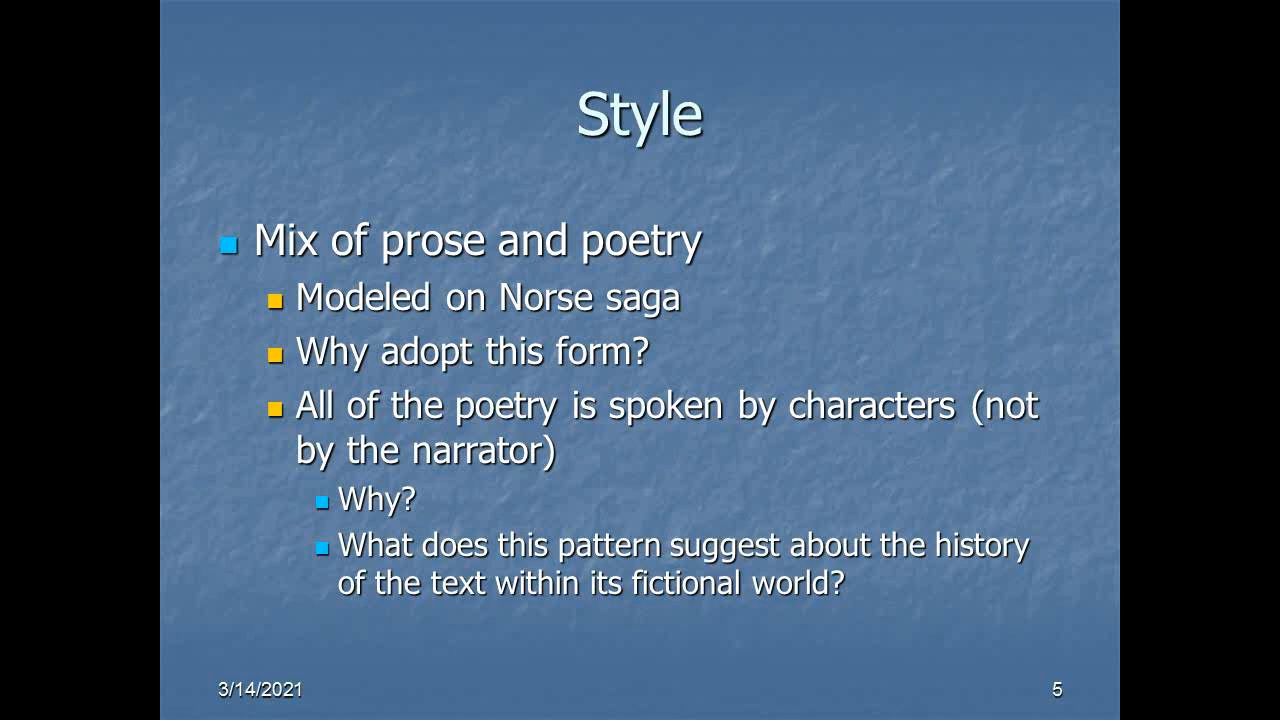 Style
Mix of prose and poetry
Modeled on Norse saga
Why adopt this form?
All of the poetry is spoken by characters (not
by the narrator)
Why?
What does this pattern suggest about the history
of the text within its fictional world?
3/14/2021
5